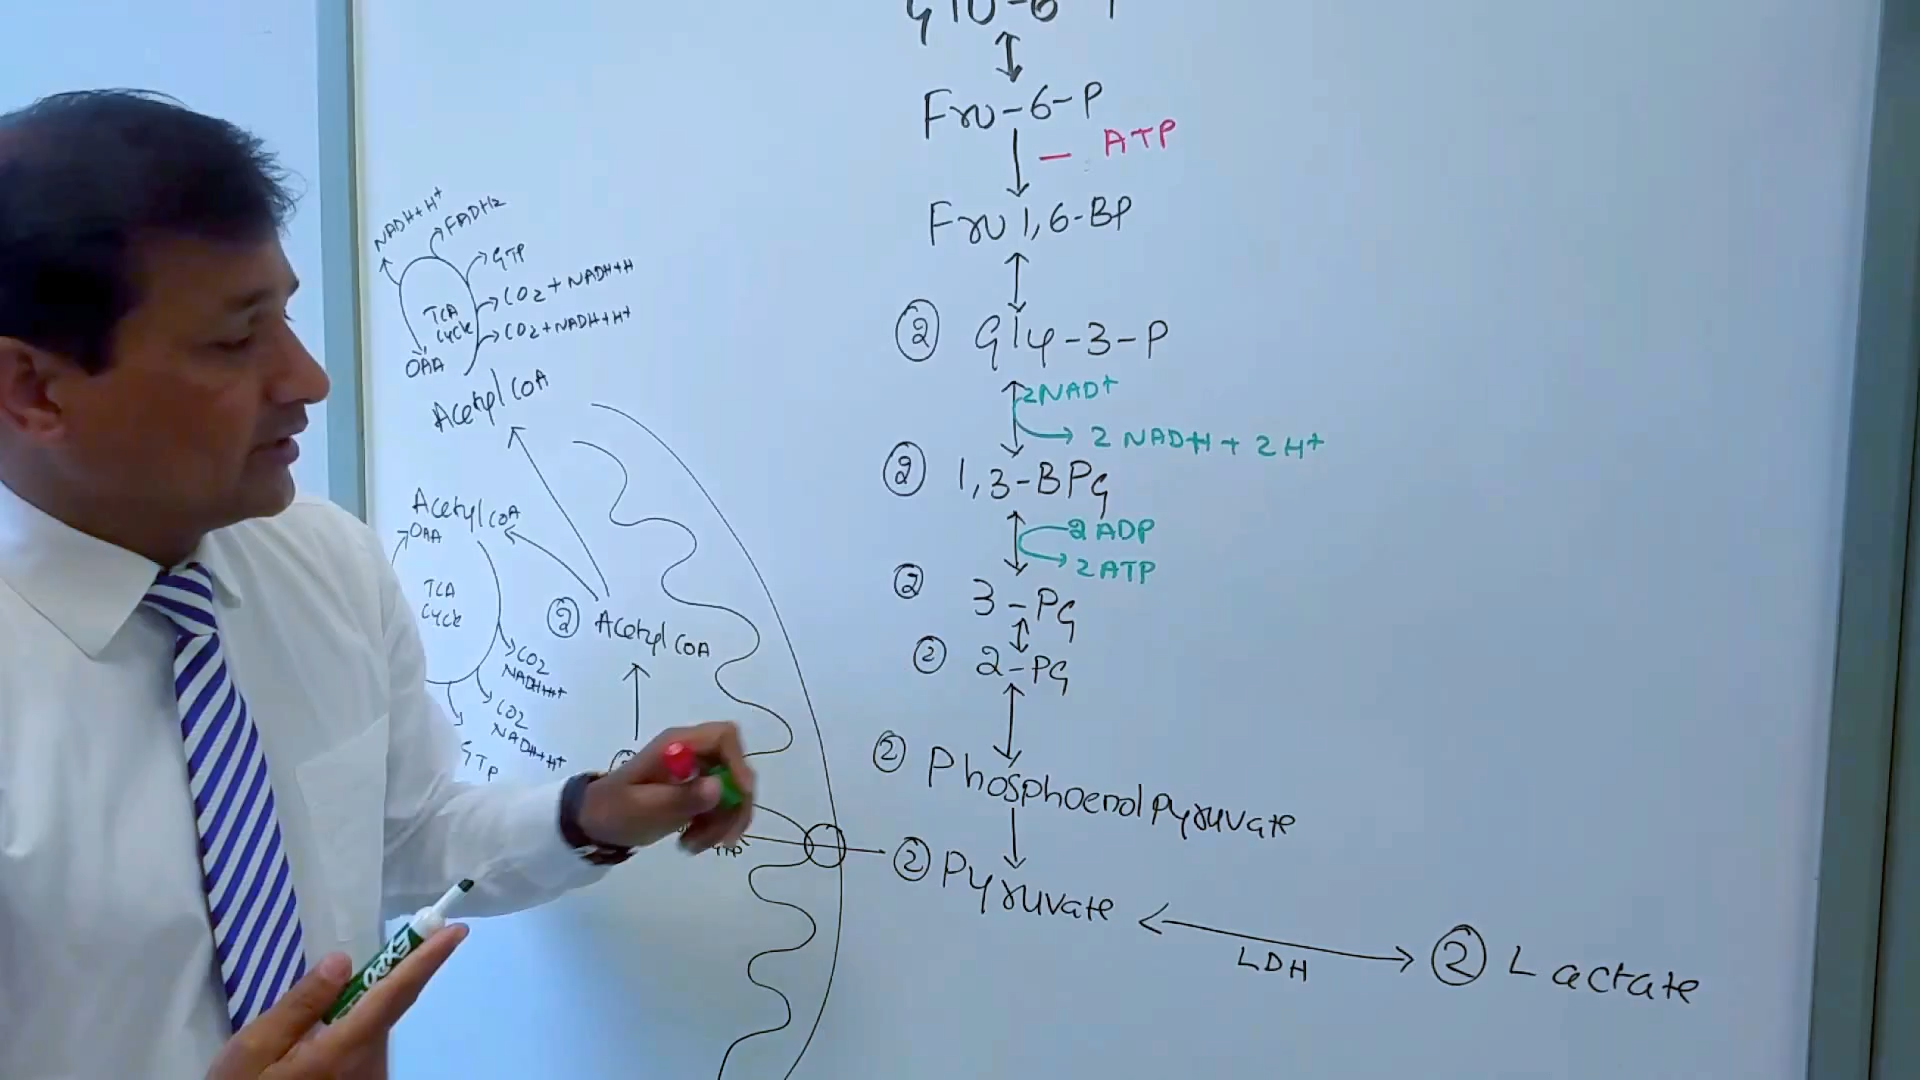 Glu-6-P
Fru-6-P
— ATP
Fru 1,6-BP
② Gly-3-P
2NAD+
2 NADH + 2H+
② 1,3-BPG
2 ADP
2 ATP
② 3-PG
② 2-PG
② Phosphoenolpyruvate
② Pyruvate
LDH
② Lactate
NADH+H+
FADH2
GTP
CO2 + NADH+H
CO2+NADH+H+
TCA
cycle
OAA
Acetyl COA
Acetyl COA
OAA
TCA
cycle
CO2
NADH+H+
CO2
NADH+H+
GTP
② Acetyl COA
EXPO